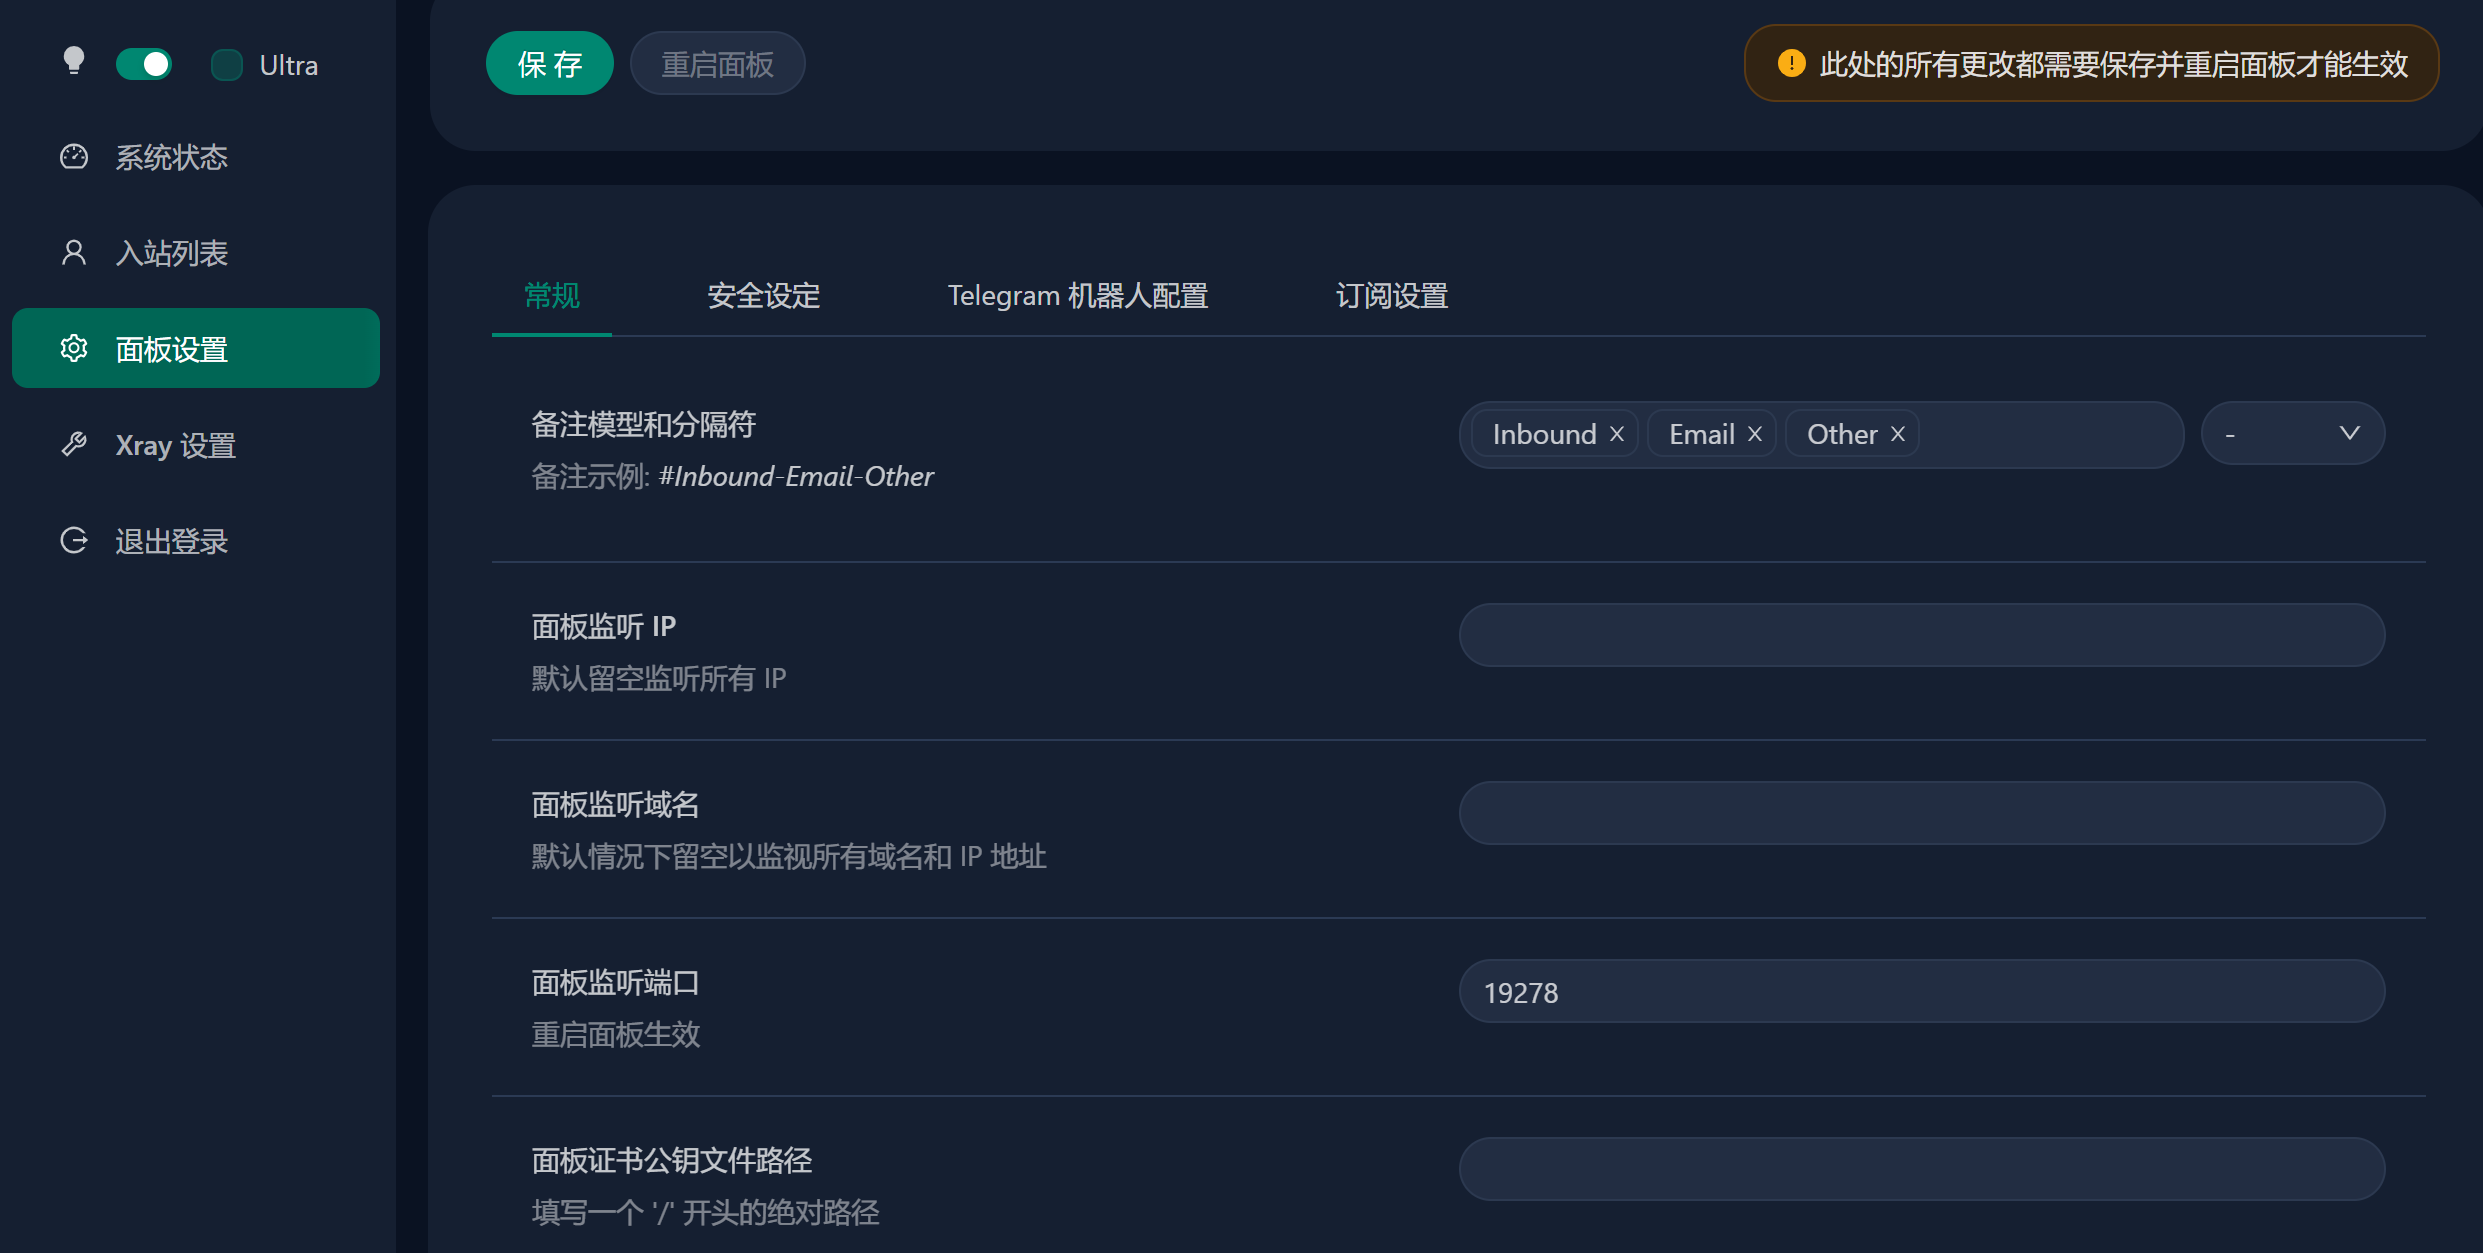 Ultra
系统状态
入站列表
面板设置
Xray 设置
退出登录
保 存
重启面板
此处的所有更改都需要保存并重启面板才能生效
常规
安全设定
Telegram 机器人配置
订阅设置
备注模型和分隔符
备注示例: #Inbound-Email-Other
Inbound
Email
Other
-
面板监听 IP
默认留空监听所有 IP
面板监听域名
默认情况下留空以监视所有域名和 IP 地址
面板监听端口
重启面板生效
19278
面板证书公钥文件路径
填写一个 '/' 开头的绝对路径